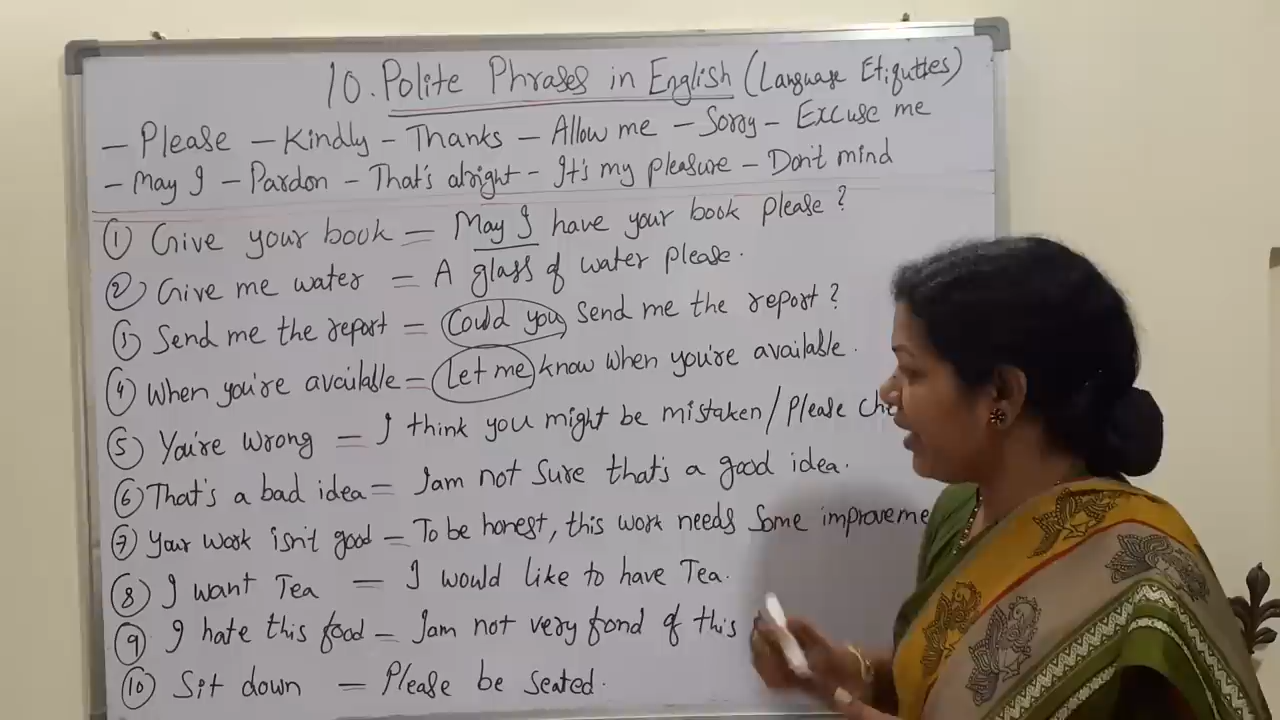 10. Polite Phrases in English (Language Etiquttes)
- Please - Kindly - Thanks - Allow me - Sorry - Excuse me
- May I - Pardon - That's alright - It's my pleasure - Don't mind
① Give your book = May I have your book please?
② Give me water = A glass of water please.
③ Send me the report = Could you send me the report?
④ When you're available = Let me know when you're available.
⑤ You're wrong = I think you might be mistaken / Please
⑥ That's a bad idea = I am not sure that's a good idea.
⑦ Your work isn't good = To be honest, this work needs some
⑧ I want Tea = I would like to have Tea.
⑨ I hate this food = I am not very fond of this
⑩ Sit down = Please be seated.